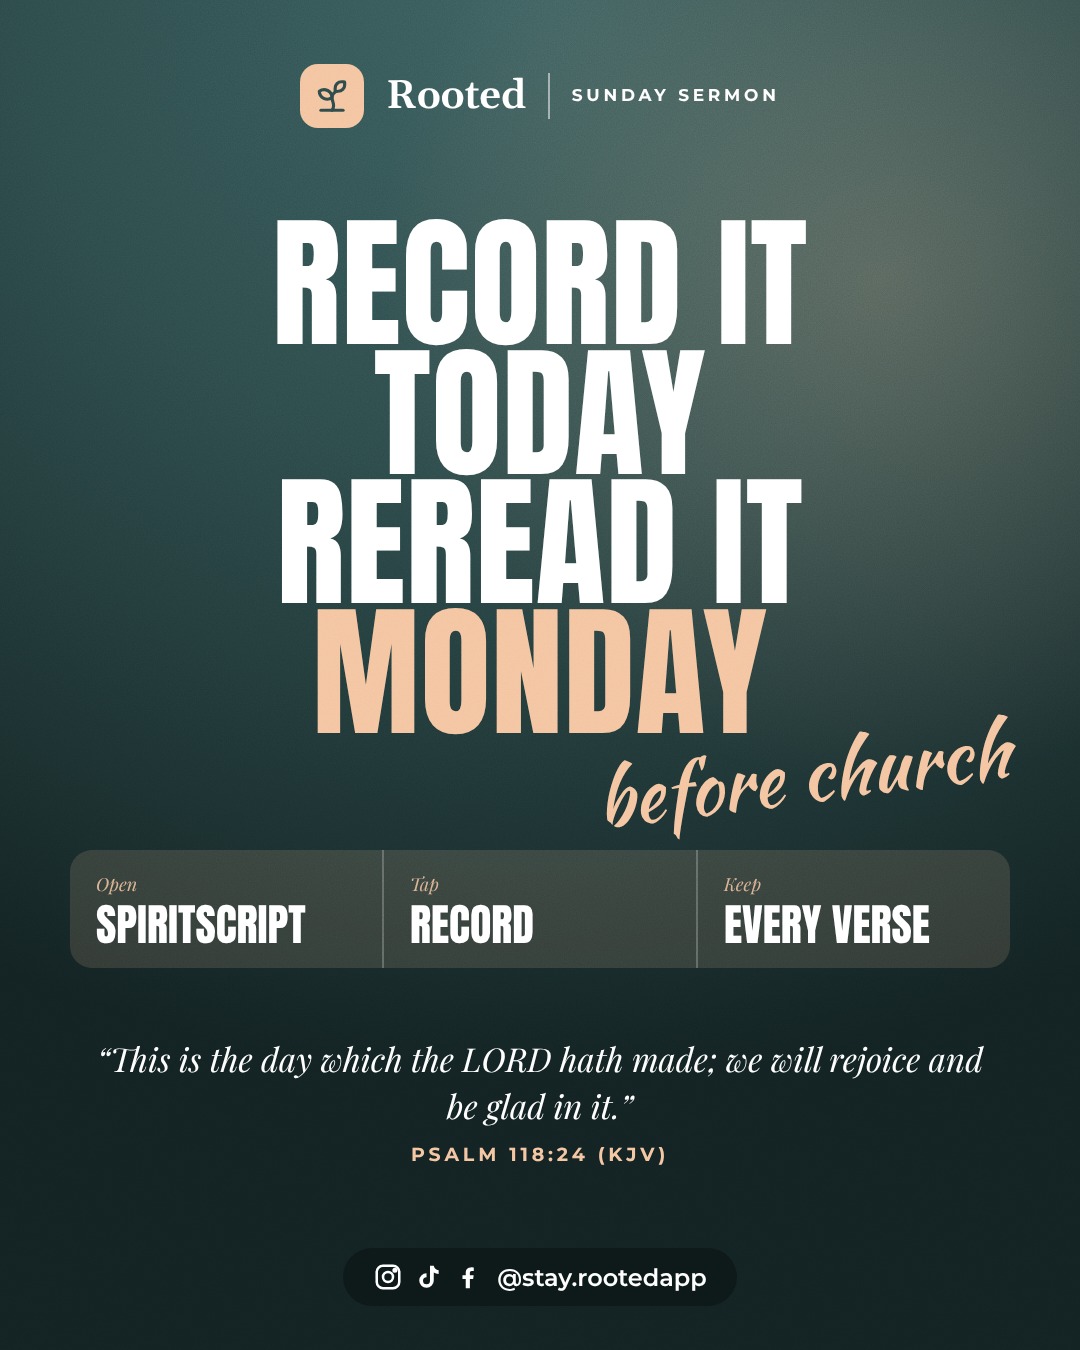 Rooted
SUNDAY SERMON
RECORD IT
TODAY
REREAD IT
MONDAY
before church
Open
SPIRITSCRIPT
Tap
RECORD
Keep
EVERY VERSE
“This is the day which the LORD hath made; we will rejoice and
be glad in it.”
PSALM 118:24 (KJV)
@stay.rootedapp